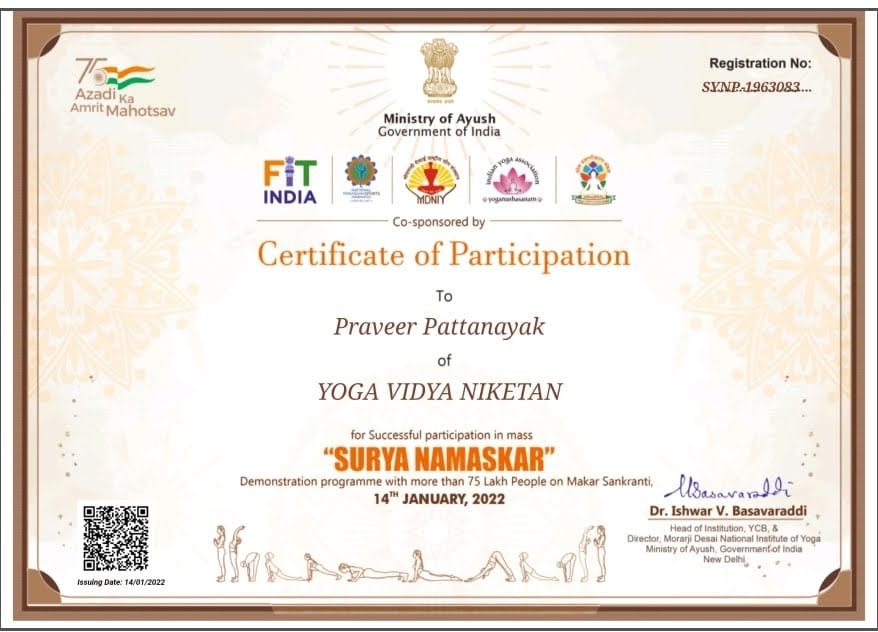 75
Azadi Ka
Amrit Mahotsav
Registration No:
SYNP-1963083...
Ministry of Ayush
Government of India
FiT
INDIA
MDNIY
indian yoga association
yoganushasanam
Co-sponsored by
Certificate of Participation
To
Praveer Pattanayak
of
YOGA VIDYA NIKETAN
for Successful participation in mass
“SURYA NAMASKAR”
Demonstration programme with more than 75 Lakh People on Makar Sankranti,
14TH JANUARY, 2022
Dr. Ishwar V. Basavaraddi
Head of Institution, YCB, &
Director, Morarji Desai National Institute of Yoga
Ministry of Ayush, Government of India
New Delhi
Issuing Date: 14/01/2022